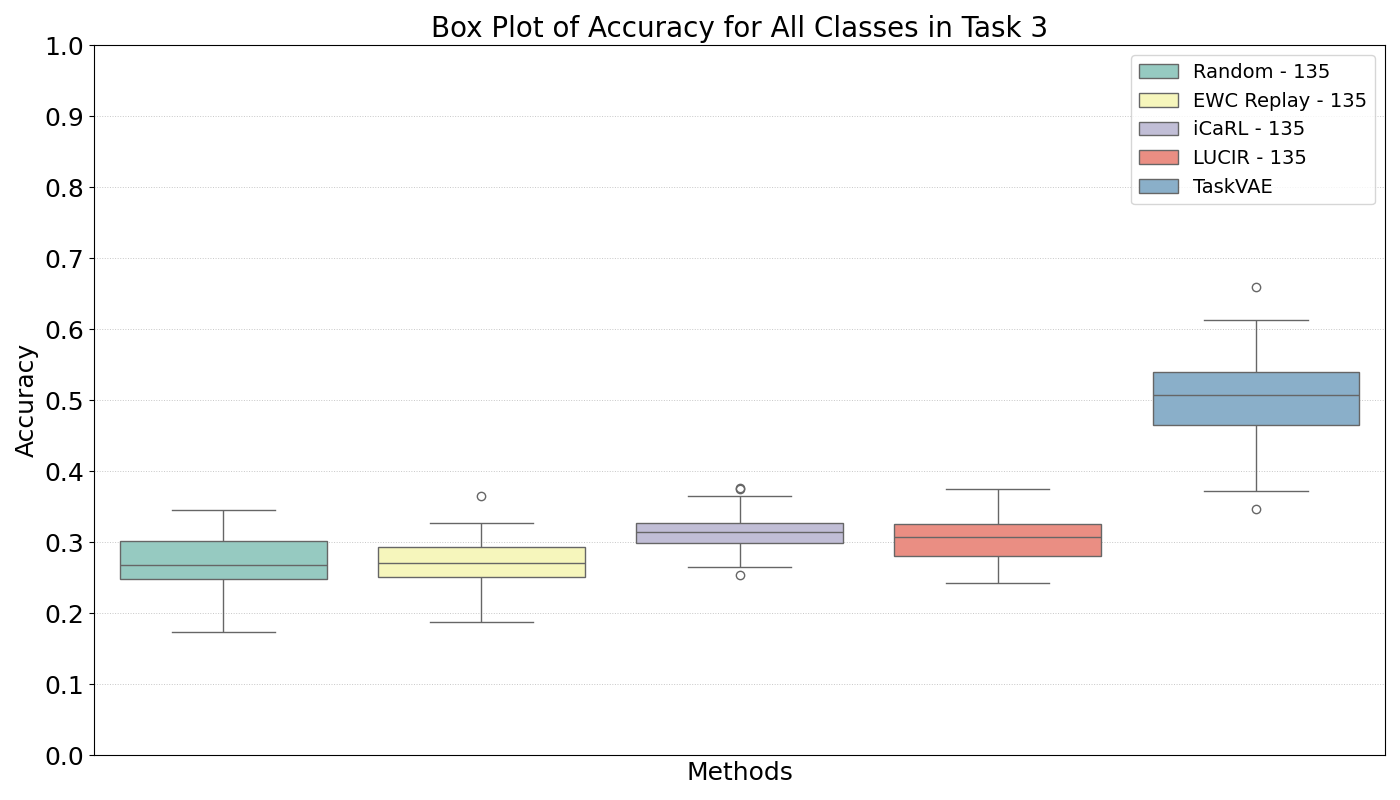 Box Plot of Accuracy for All Classes in Task 3
1.0
0.9
0.8
0.7
0.6
0.5
0.4
0.3
0.2
0.1
0.0
Accuracy
Methods
Random - 135
EWC Replay - 135
iCaRL - 135
LUCIR - 135
TaskVAE